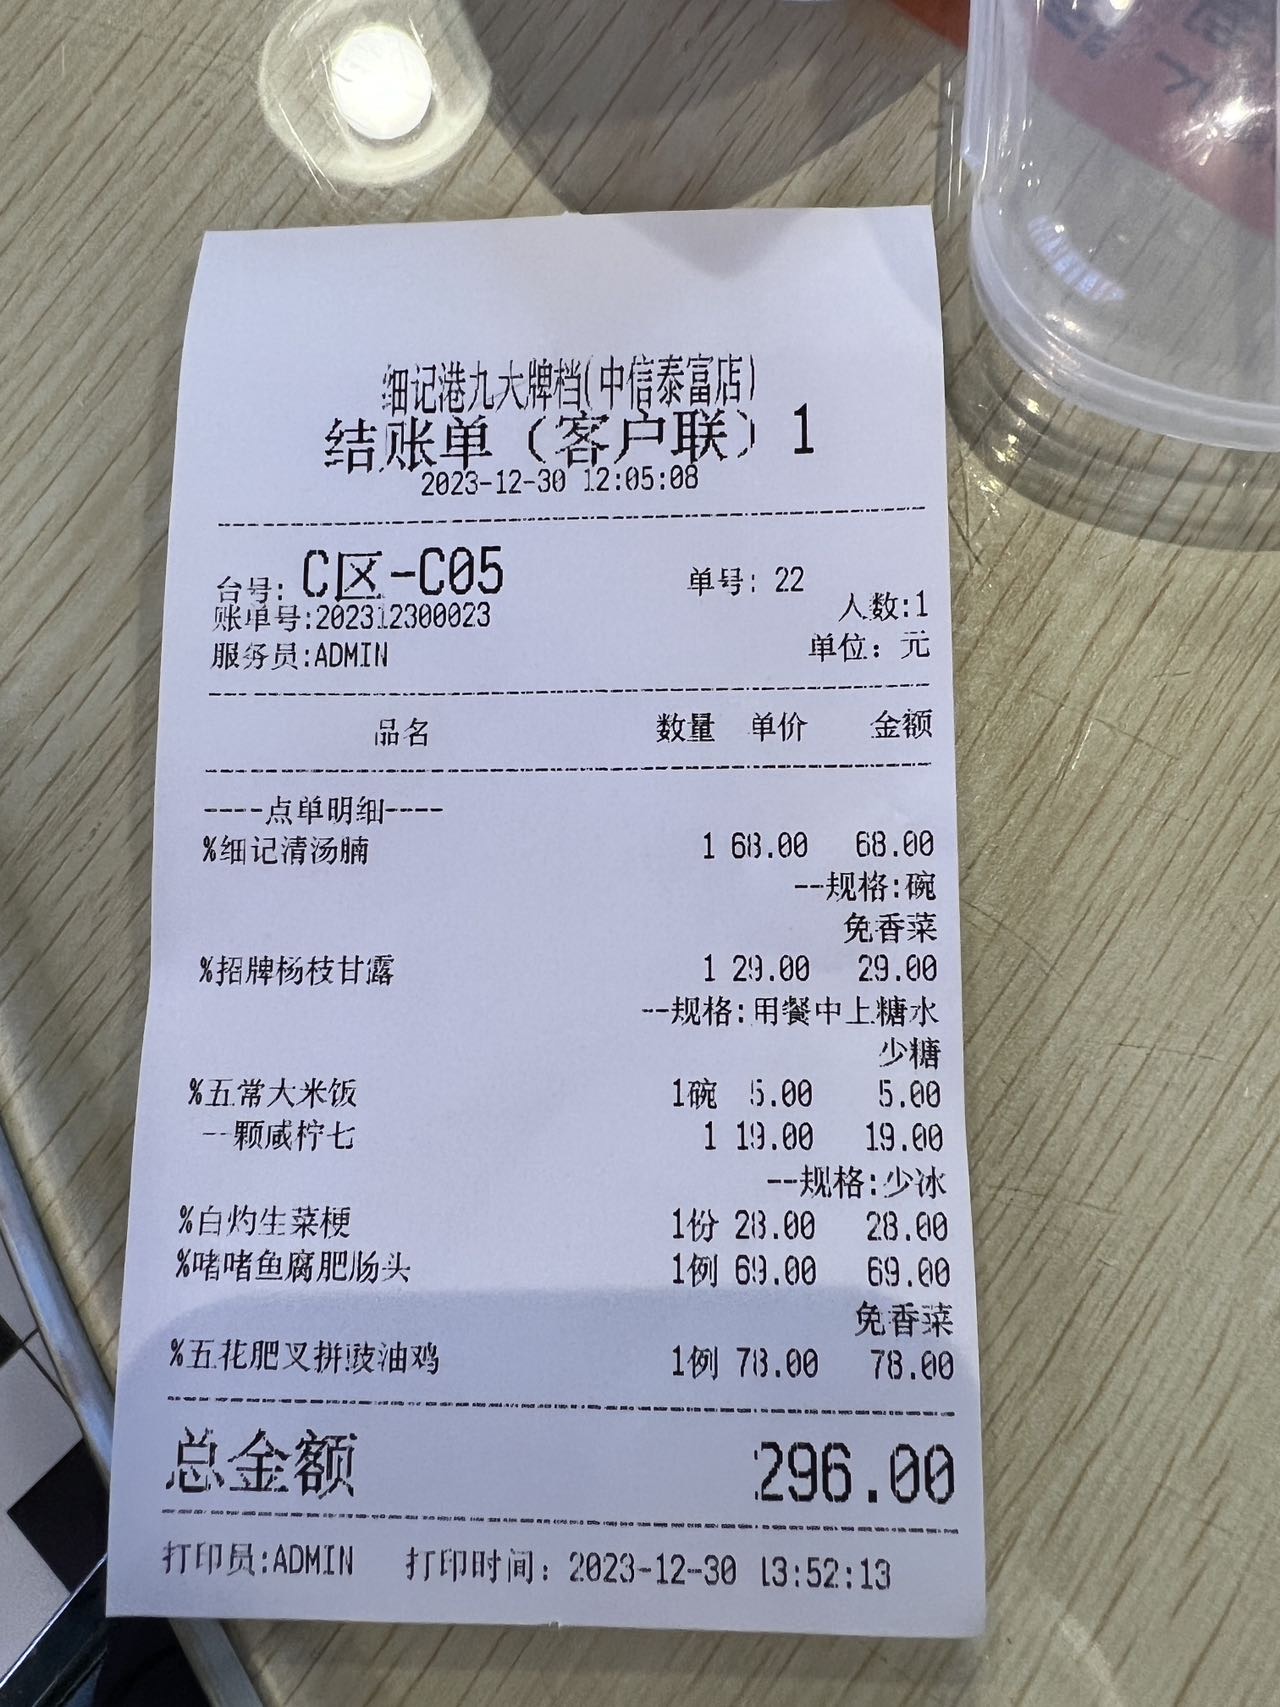 细记港九大牌档(中信泰富店)
结账单（客户联）1
2023-12-30 12:05:08
台号: C区-C05 单号: 22
账单号:202312300023 人数:1
服务员:ADMIN 单位: 元
品名 数量 单价 金额
----点单明细----
%细记清汤腩 1 68.00 68.00
--规格:碗
免香菜
%招牌杨枝甘露 1 29.00 29.00
--规格:用餐中上糖水
少糖
%五常大米饭 1碗 5.00 5.00
一颗咸柠七 1 19.00 19.00
--规格:少冰
%白灼生菜梗 1份 28.00 28.00
%啫啫鱼腐肥肠头 1例 69.00 69.00
免香菜
%五花肥叉拼豉油鸡 1例 78.00 78.00
总金额 296.00
打印员:ADMIN 打印时间: 2023-12-30 13:52:13